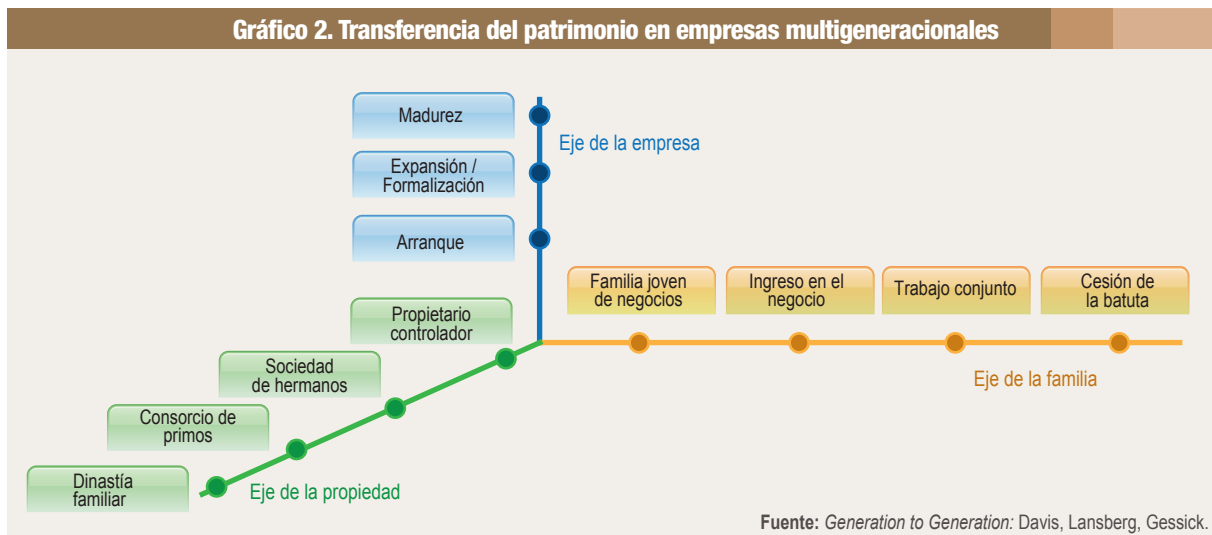 Gráfico 2. Transferencia del patrimonio en empresas multigeneracionales
Madurez
Eje de la empresa
Expansión /
Formalización
Arranque
Familia joven
de negocios
Ingreso en el
negocio
Trabajo conjunto
Cesión de
la batuta
Propietario
controlador
Sociedad
de hermanos
Eje de la familia
Consorcio de
primos
Dinastía
familiar
Eje de la propiedad
Fuente: Generation to Generation: Davis, Lansberg, Gessick.